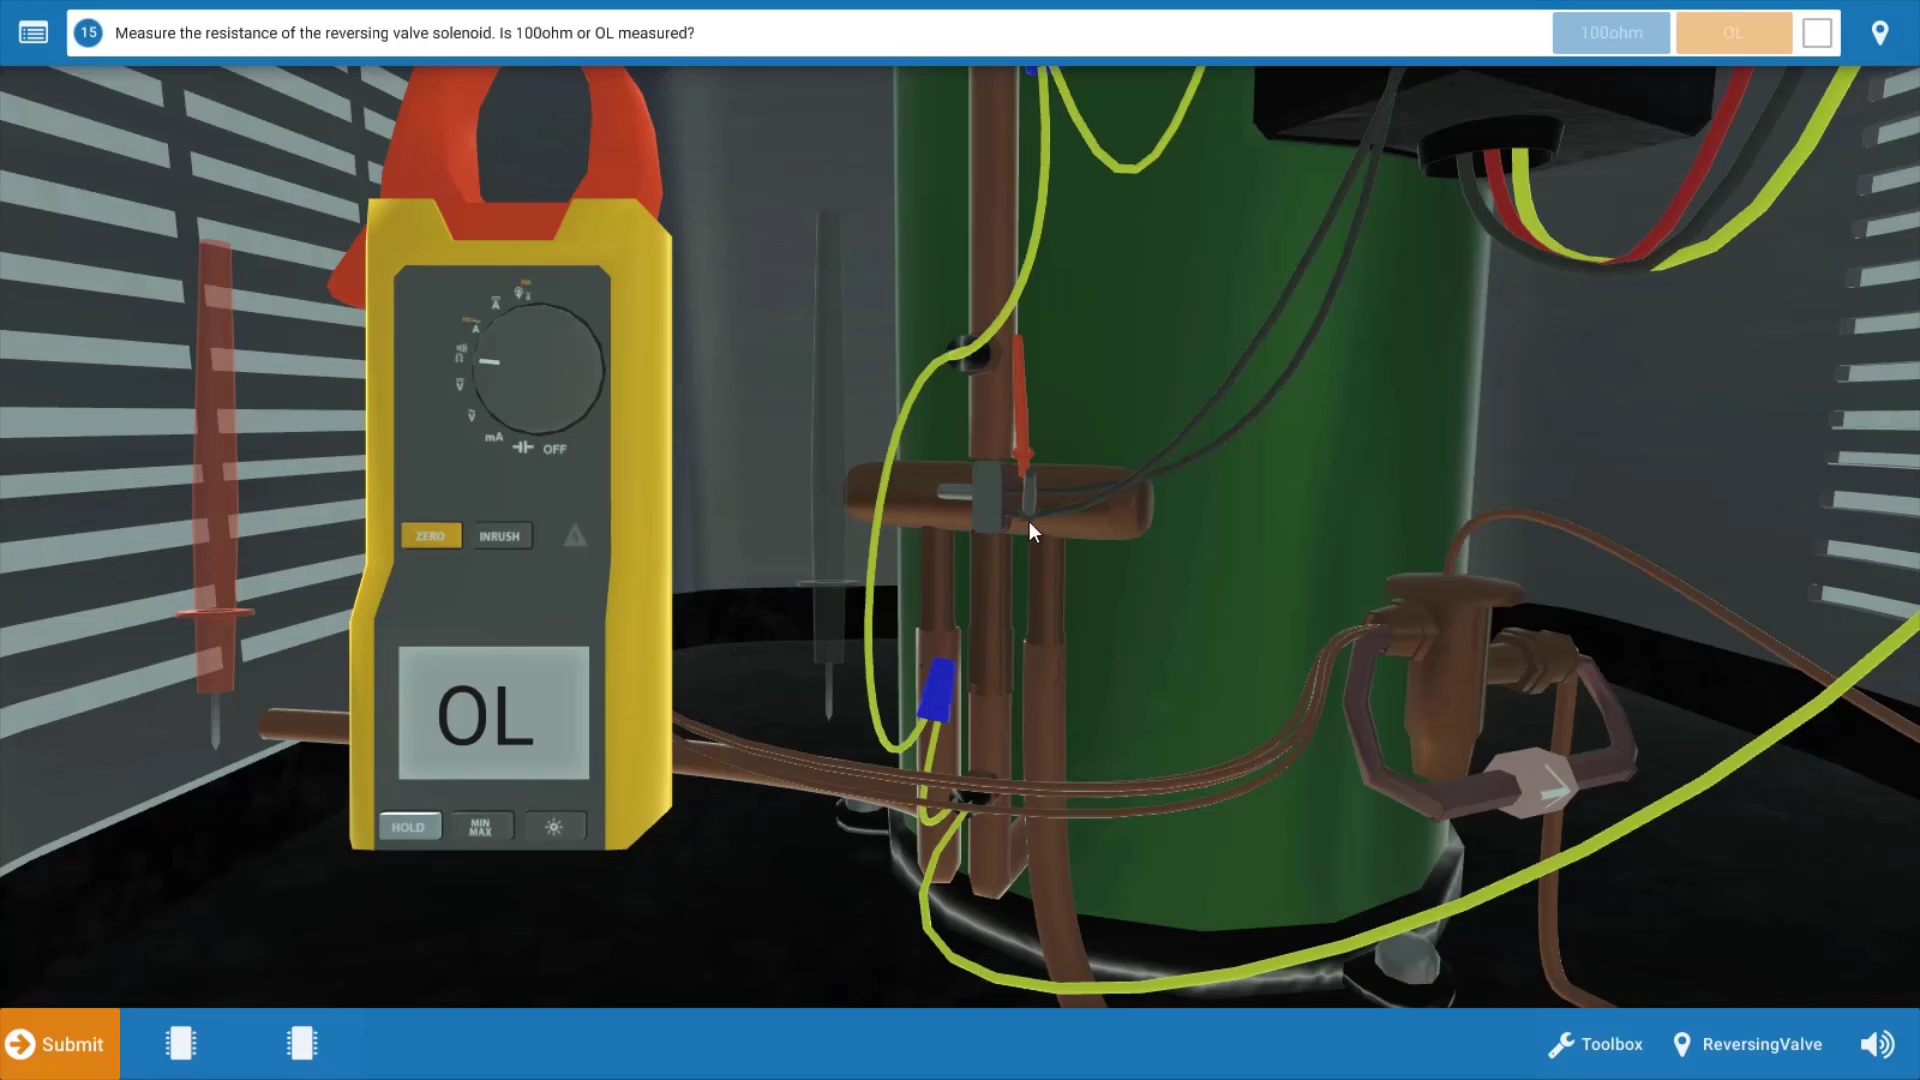 15 Measure the resistance of the reversing valve solenoid. Is 100ohm or OL measured?
100ohm
OL
A
A
Ω
V
V
mA
OFF
ZERO
INRUSH
OL
HOLD
MIN MAX
Submit
Toolbox
ReversingValve